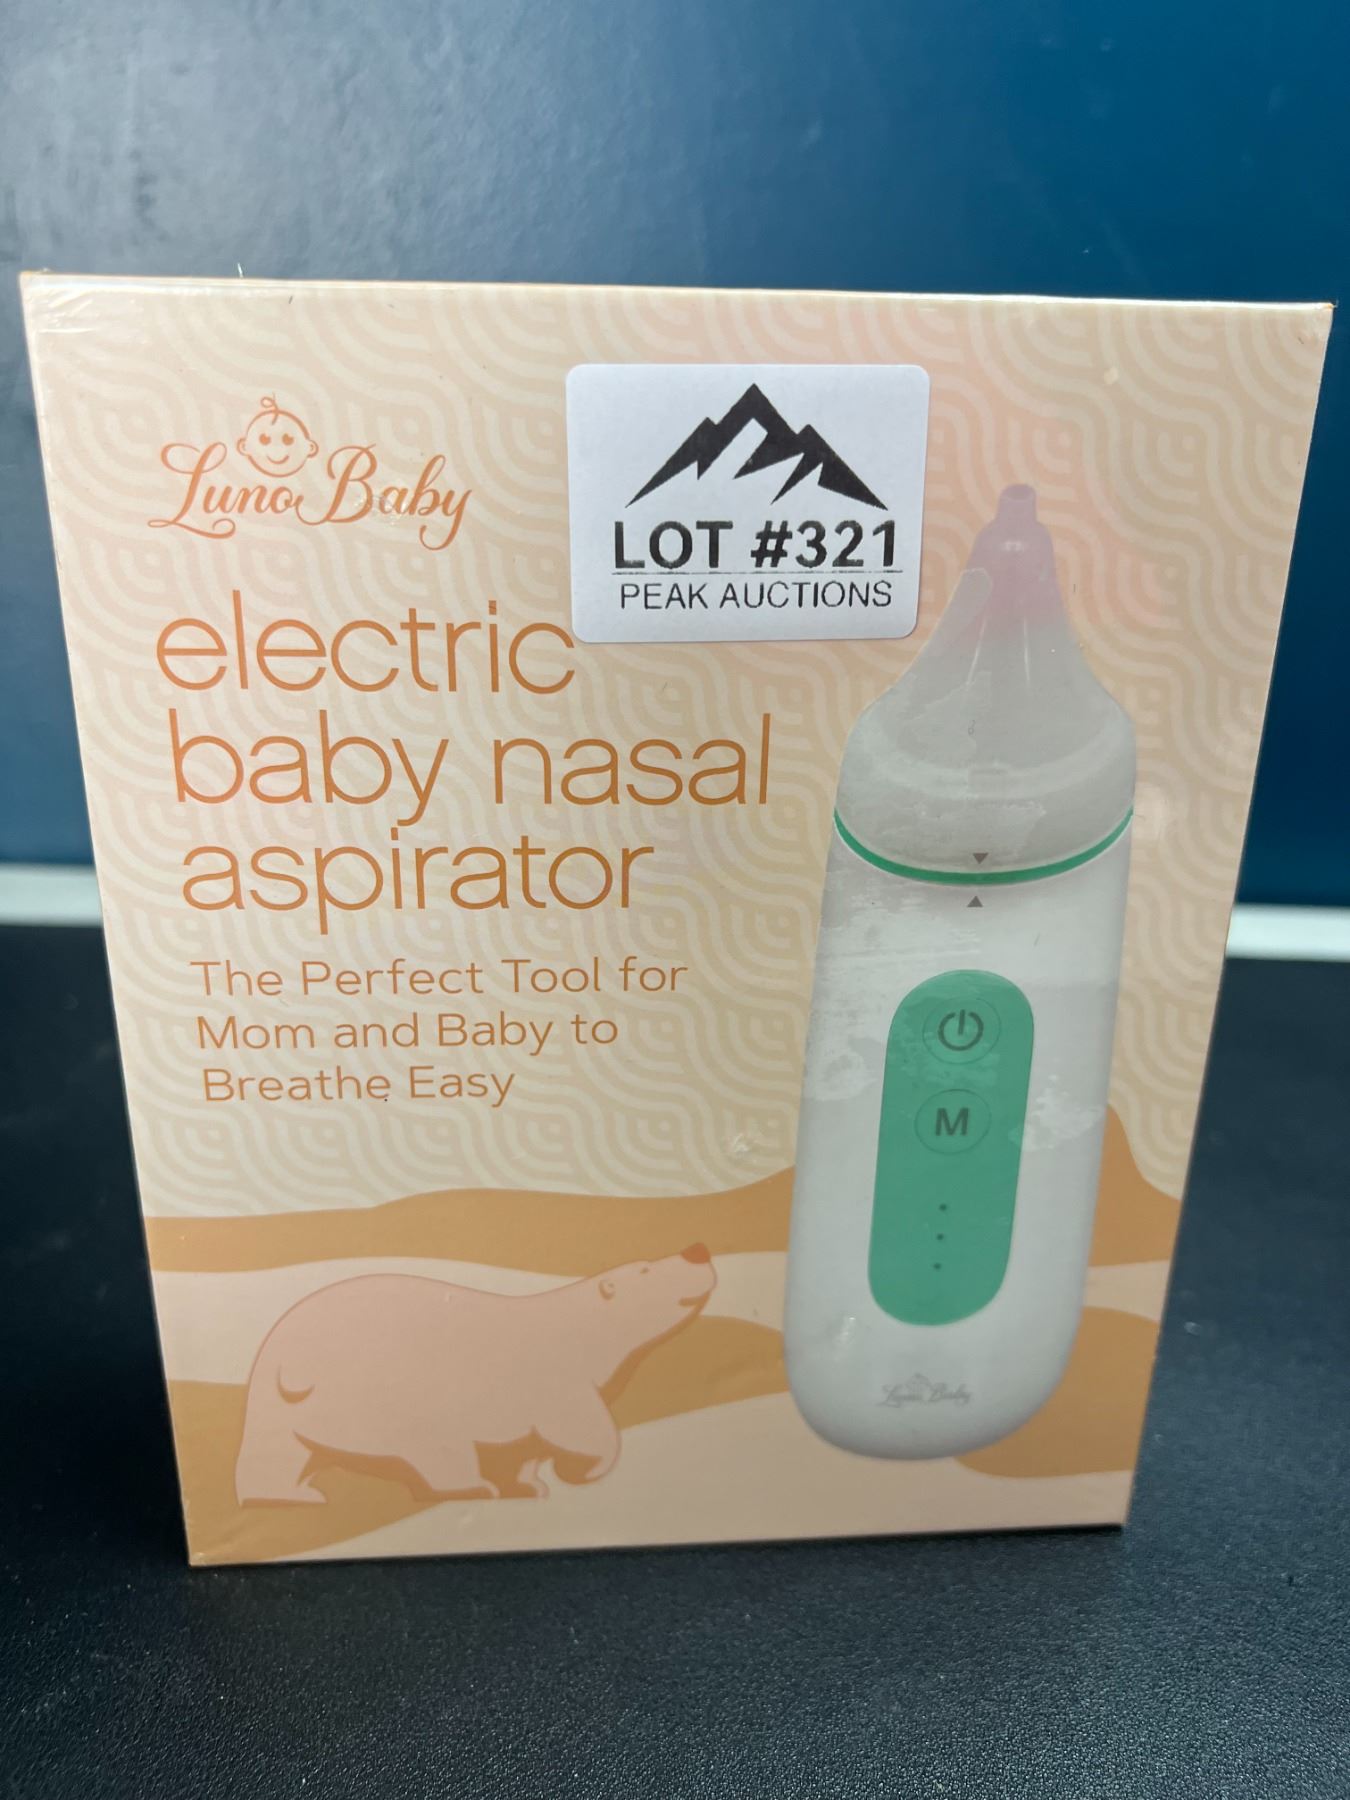 Luno Baby
LOT #321
PEAK AUCTIONS
electric
baby nasal
aspirator
The Perfect Tool for
Mom and Baby to
Breathe Easy
M
Luno Baby